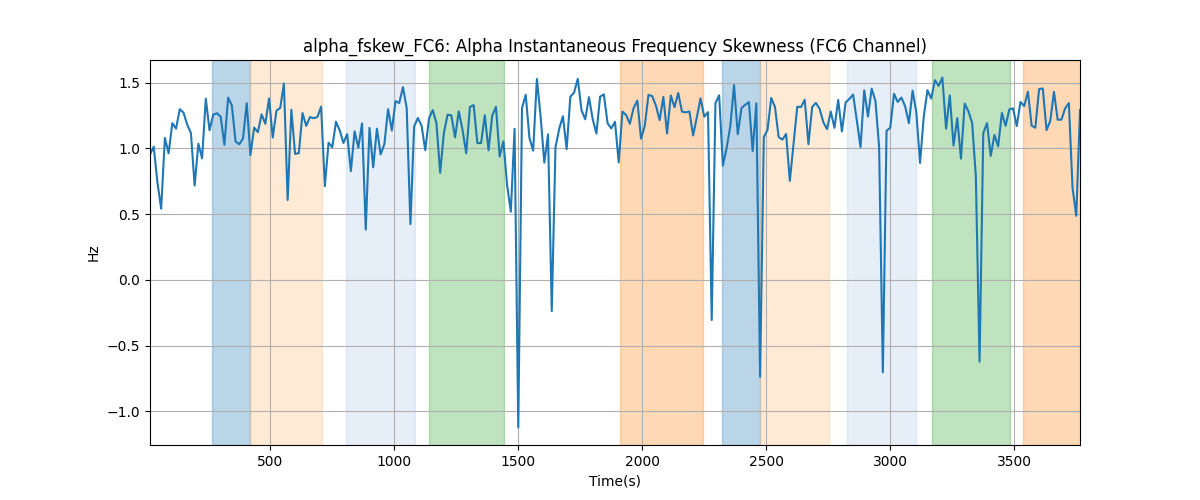 alpha_fskew_FC6: Alpha Instantaneous Frequency Skewness (FC6 Channel)
1.5
1.0
0.5
0.0
−0.5
−1.0
Hz
500 1000 1500 2000 2500 3000 3500
Time(s)